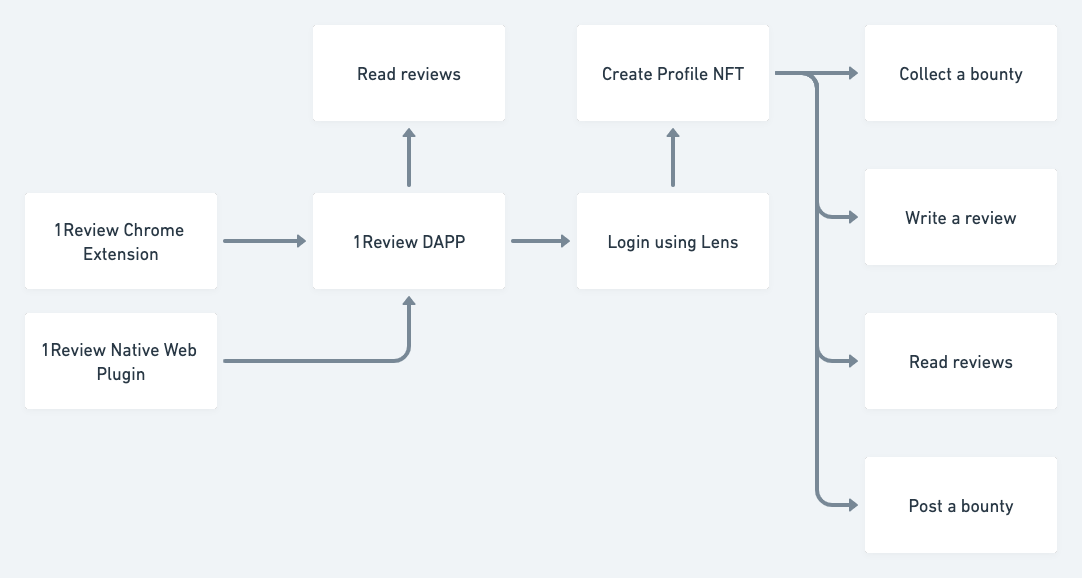 Read reviews
Create Profile NFT
Collect a bounty
Write a review
1Review Chrome
Extension
1Review DAPP
Login using Lens
1Review Native Web
Plugin
Read reviews
Post a bounty